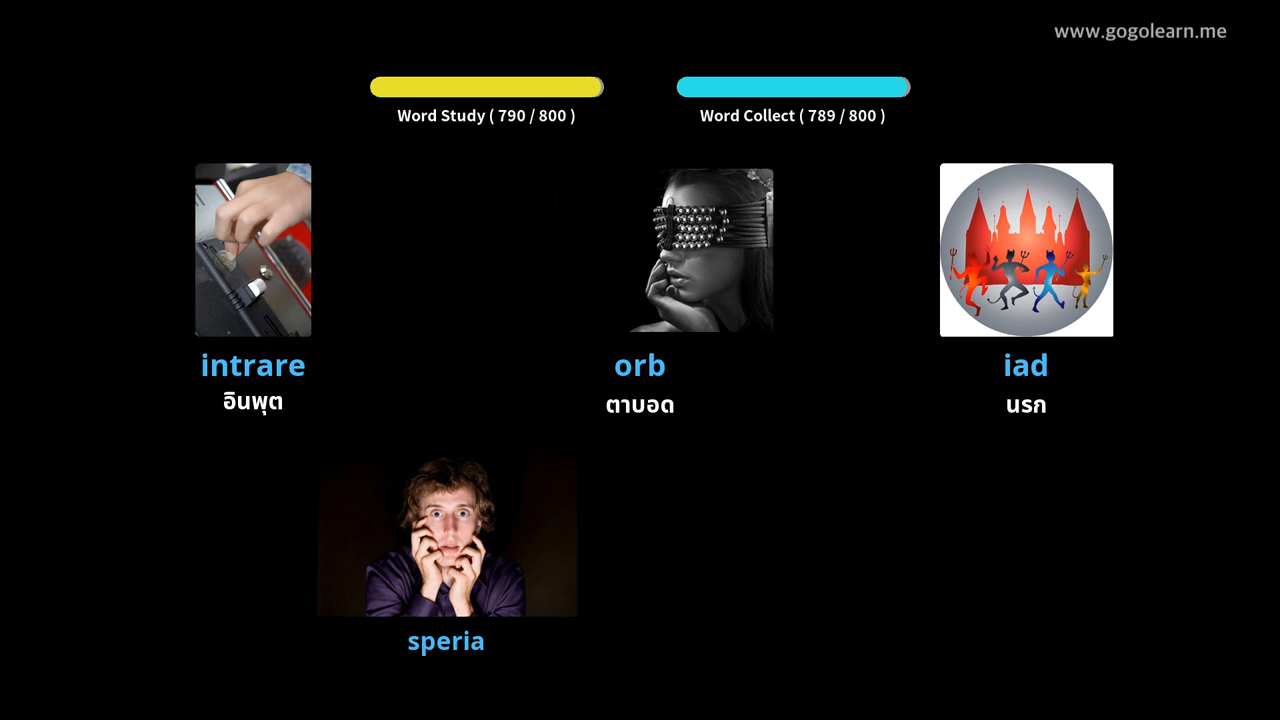 www.gogolearn.me
Word Study ( 790 / 800 )
Word Collect ( 789 / 800 )
intrare
อินพุต
orb
ตาบอด
iad
นรก
speria